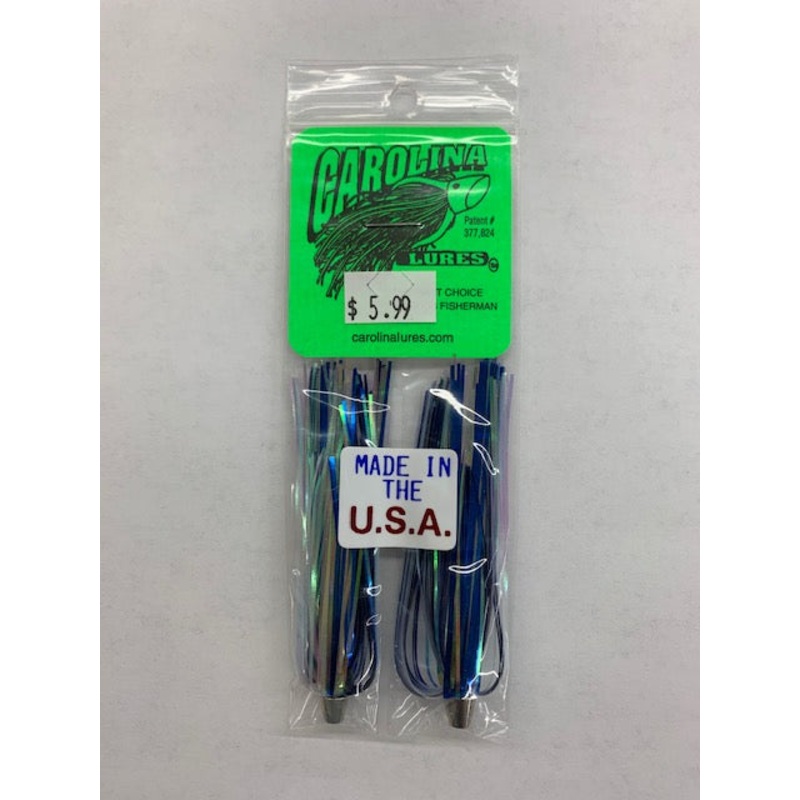 CAROLINA
Patent #
377,824
LURES
$ 5.99
CHOICE
FISHERMAN
carolinalures.com
MADE IN
THE
U.S.A.